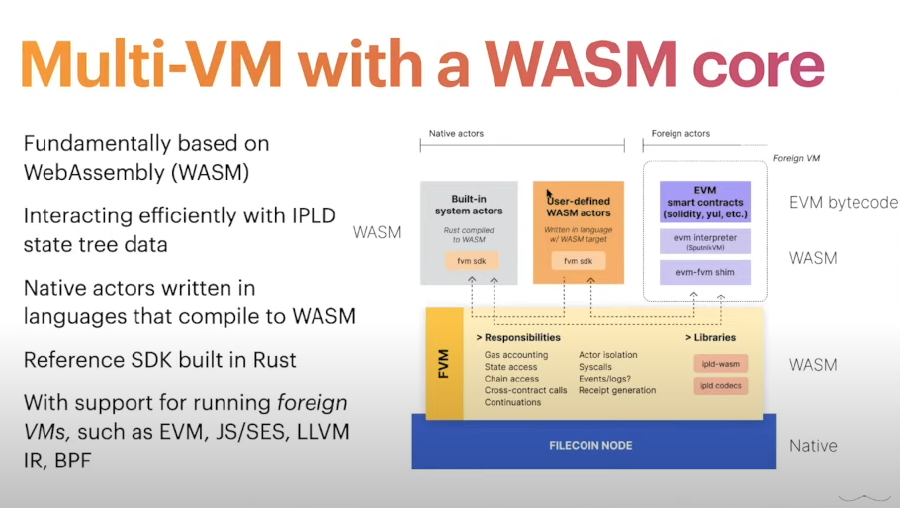 Multi-VM with a WASM core
Fundamentally based on
WebAssembly (WASM)
Interacting efficiently with IPLD
state tree data
Native actors written in
languages that compile to WASM
Reference SDK built in Rust
With support for running foreign
VMs, such as EVM, JS/SES, LLVM
IR, BPF
Native actors
Foreign actors
Foreign VM
WASM
Built-in
system actors
Rust compiled
to WASM
fvm sdk
User-defined
WASM actors
Written in language
w/ WASM target
fvm sdk
EVM
smart contracts
(solidity, yul, etc.)
evm interpreter
(SputnikVM)
evm-fvm shim
EVM bytecode
WASM
FVM
> Responsibilities
Gas accounting
State access
Chain access
Cross-contract calls
Continuations
Actor isolation
Syscalls
Events/logs?
Receipt generation
> Libraries
ipld-wasm
ipld codecs
WASM
FILECOIN NODE
Native